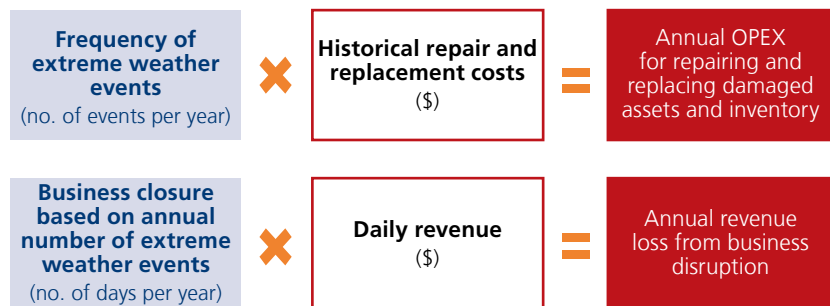 Frequency of
extreme weather
events
(no. of events per year)
×
Historical repair and
replacement costs
($)
=
Annual OPEX
for repairing and
replacing damaged
assets and inventory
Business closure
based on annual
number of extreme
weather events
(no. of days per year)
×
Daily revenue
($)
=
Annual revenue
loss from business
disruption